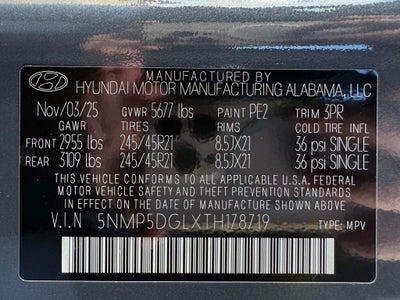 MANUFACTURED BY
HYUNDAI MOTOR MANUFACTURING ALABAMA, LLC
Nov/03/25 GVWR 5677 lbs PAINT PE2 TRIM 3PR
GAWR TIRES RIMS COLD TIRE INFL
FRONT 2955 lbs 245/45R21 8.5JX21 36 psi SINGLE
REAR 3109 lbs 245/45R21 8.5JX21 36 psi SINGLE
THIS VEHICLE CONFORMS TO ALL APPLICABLE U.S.A. FEDERAL
MOTOR VEHICLE SAFETY AND THEFT PREVENTION STANDARDS
IN EFFECT ON THE DATE OF MANUFACTURE SHOWN ABOVE.
V.I.N 5NMP5DGLXTH178719 TYPE: MPV